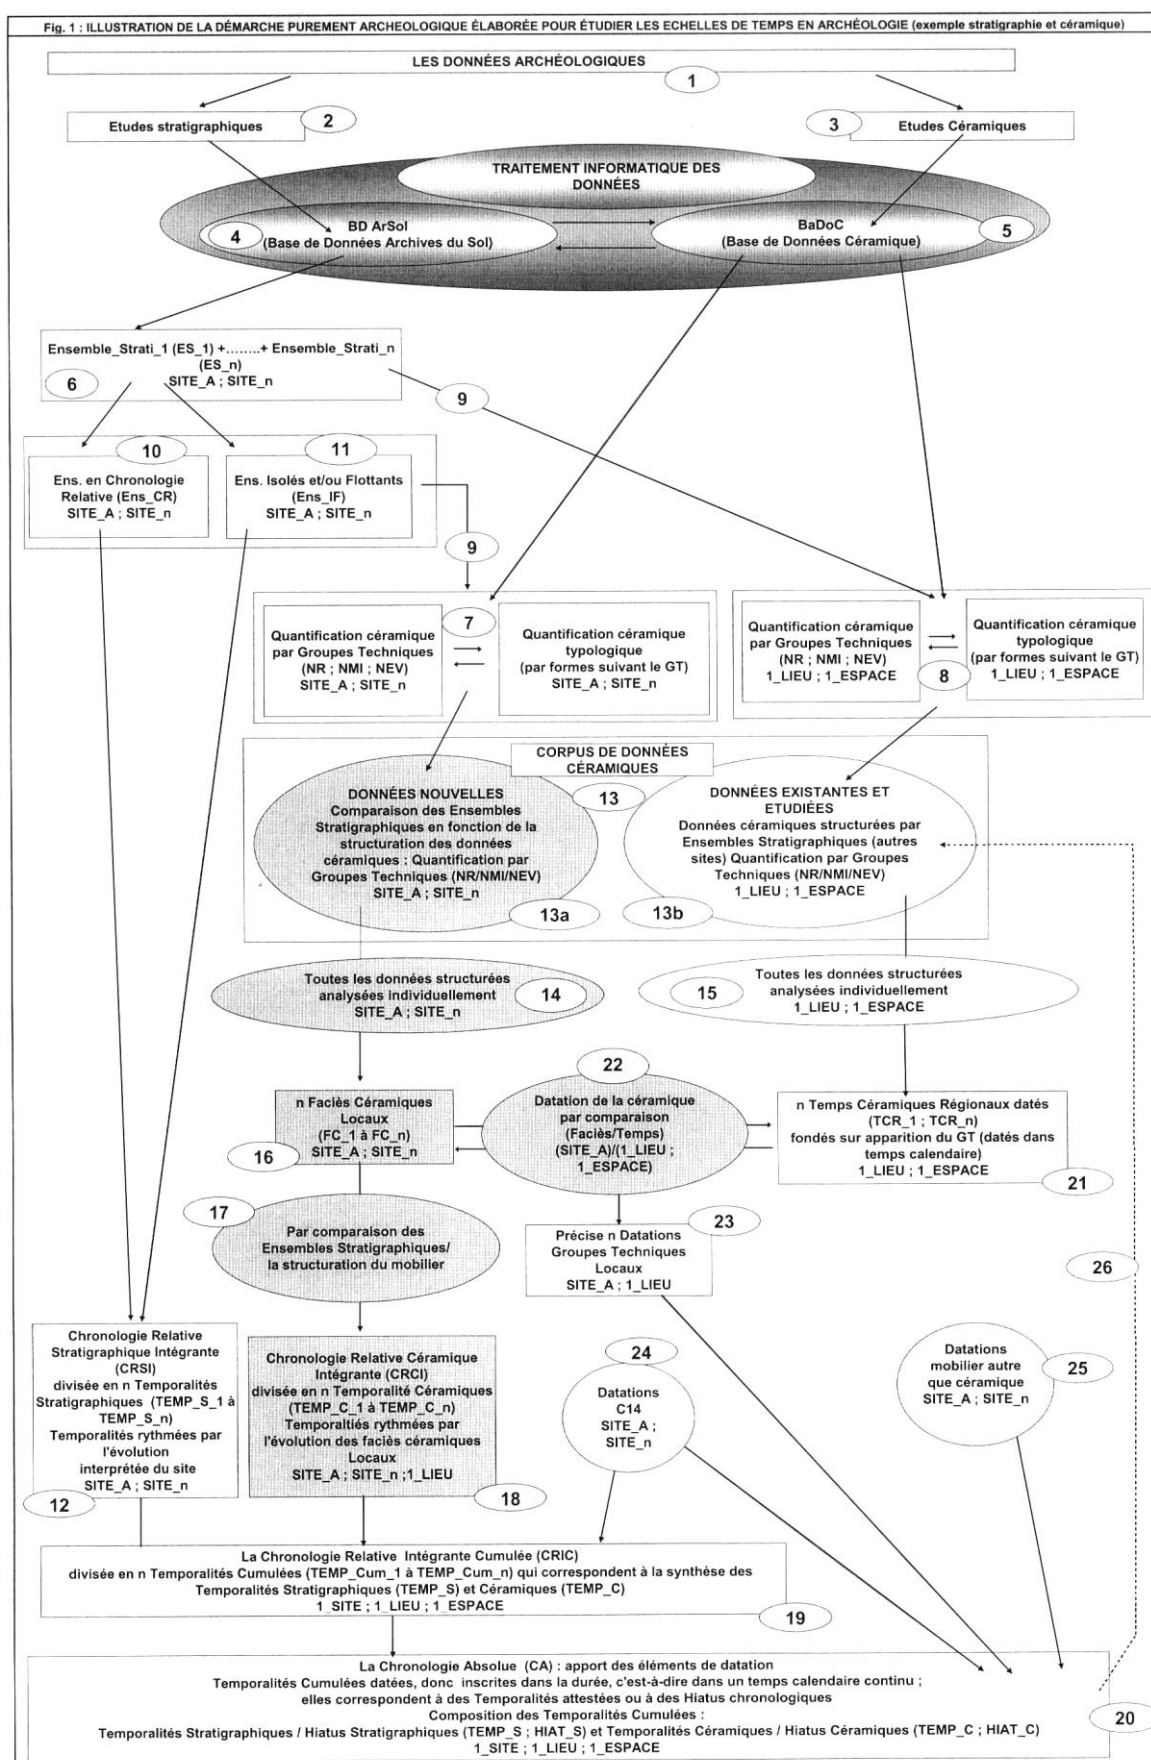 Fig. 1 : ILLUSTRATION DE LA DÉMARCHE PUREMENT ARCHEOLOGIQUE ÉLABORÉE POUR ÉTUDIER LES ECHELLES DE TEMPS EN ARCHÉOLOGIE (exemple stratigraphie et céramique)
LES DONNÉES ARCHÉOLOGIQUES
1
Etudes stratigraphiques
2
3
Etudes Céramiques
TRAITEMENT INFORMATIQUE DES
DONNÉES
4
BD ArSol
(Base de Données Archives du Sol)
BaDoC
(Base de Données Céramique)
5
Ensemble_Strati_1 (ES_1) +........+ Ensemble_Strati_n
(ES_n)
SITE_A ; SITE_n
6
9
10
Ens. en Chronologie
Relative (Ens_CR)
SITE_A ; SITE_n
11
Ens. Isolés et/ou Flottants
(Ens_IF)
SITE_A ; SITE_n
9
7
Quantification céramique
par Groupes Techniques
(NR ; NMI ; NEV)
SITE_A ; SITE_n
Quantification céramique
typologique
(par formes suivant le GT)
SITE_A ; SITE_n
Quantification céramique
par Groupes Techniques
(NR ; NMI ; NEV)
1_LIEU ; 1_ESPACE
8
Quantification céramique
typologique
(par formes suivant le GT)
1_LIEU ; 1_ESPACE
CORPUS DE DONNÉES
CÉRAMIQUES
13
DONNÉES NOUVELLES
Comparaison des Ensembles
Stratigraphiques en fonction de la
structuration des données
céramiques : Quantification par
Groupes Techniques (NR/NMI/NEV)
SITE_A ; SITE_n
13a
DONNÉES EXISTANTES ET
ETUDIÉES
Données céramiques structurées par
Ensembles Stratigraphiques (autres
sites) Quantification par Groupes
Techniques (NR/NMI/NEV)
1_LIEU ; 1_ESPACE
13b
Toutes les données structurées
analysées individuellement
SITE_A ; SITE_n
14
15
Toutes les données structurées
analysées individuellement
1_LIEU ; 1_ESPACE
n Faciès Céramiques
Locaux
(FC_1 à FC_n)
SITE_A ; SITE_n
16
22
Datation de la céramique
par comparaison
(Faciès/Temps)
(SITE_A)/(1_LIEU ;
1_ESPACE)
n Temps Céramiques Régionaux datés
(TCR_1 ; TCR_n)
fondés sur apparition du GT (datés dans
temps calendaire)
1_LIEU ; 1_ESPACE
21
17
Par comparaison des
Ensembles Stratigraphiques/
la structuration du mobilier
23
Précise n Datations
Groupes Techniques
Locaux
SITE_A ; 1_LIEU
26
Chronologie Relative
Stratigraphique Intégrante
(CRSI)
divisée en n Temporalités
Stratigraphiques (TEMP_S_1 à
TEMP_S_n)
Temporalités rythmées par
l'évolution
interprétée du site
SITE_A ; SITE_n
12
Chronologie Relative Céramique
Intégrante (CRCI)
divisée en n Temporalité Céramiques
(TEMP_C_1 à TEMP_C_n)
Temporaltiés rythmées par
l'évolution des faciès céramiques
Locaux
SITE_A ; SITE_n ;1_LIEU
18
24
Datations
C14
SITE_A ;
SITE_n
Datations
mobilier autre
que céramique
SITE_A ; SITE_n
25
La Chronologie Relative Intégrante Cumulée (CRIC)
divisée en n Temporalités Cumulées (TEMP_Cum_1 à TEMP_Cum_n) qui correspondent à la synthèse des
Temporalités Stratigraphiques (TEMP_S) et Céramiques (TEMP_C)
1_SITE ; 1_LIEU ; 1_ESPACE
19
La Chronologie Absolue (CA) : apport des éléments de datation
Temporalités Cumulées datées, donc inscrites dans la durée, c'est-à-dire dans un temps calendaire continu ;
elles correspondent à des Temporalités attestées ou à des Hiatus chronologiques
Composition des Temporalités Cumulées :
Temporalités Stratigraphiques / Hiatus Stratigraphiques (TEMP_S ; HIAT_S) et Temporalités Céramiques / Hiatus Céramiques (TEMP_C ; HIAT_C)
1_SITE ; 1_LIEU ; 1_ESPACE
20